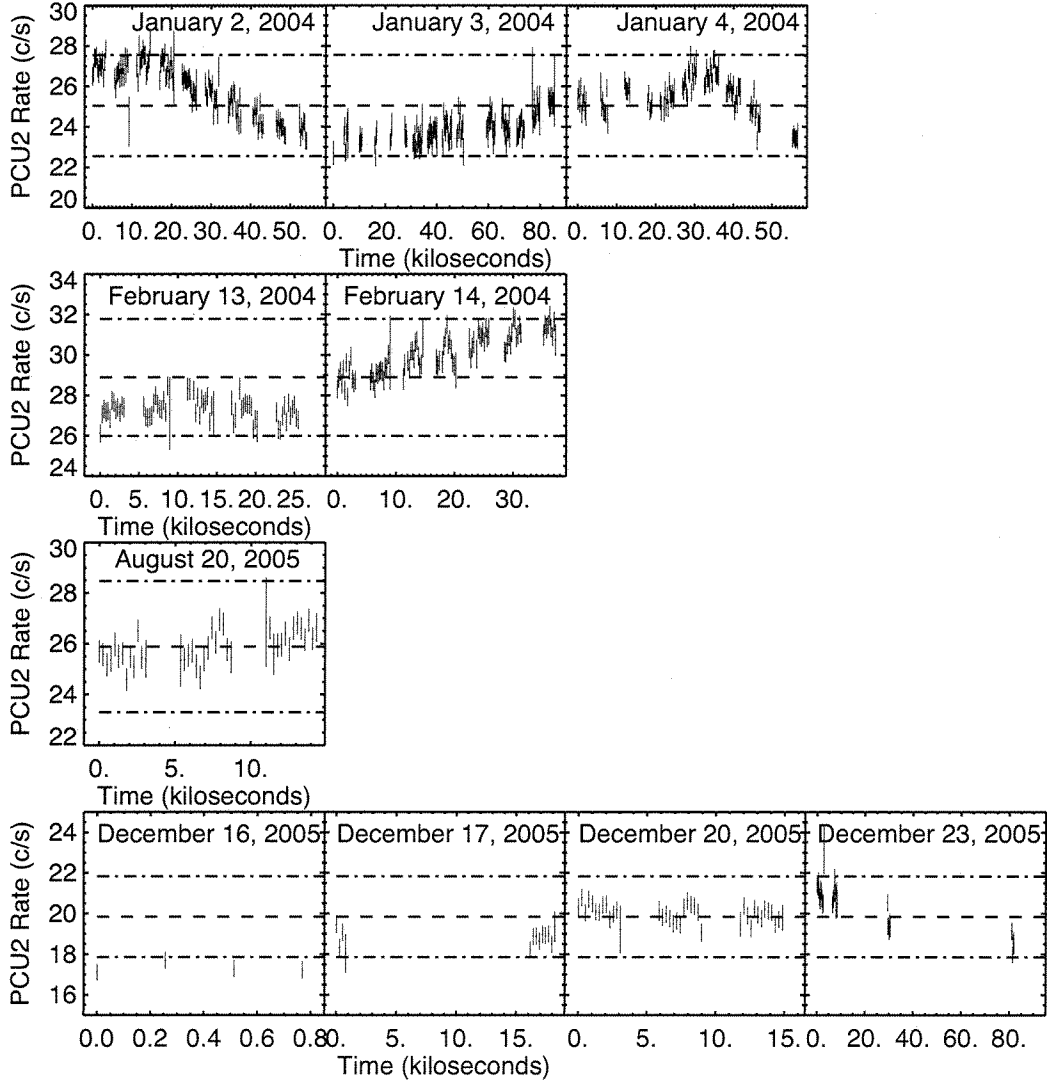 January 2, 2004 January 3, 2004 January 4, 2004
PCU2 Rate (c/s)
30
28
26
24
22
20
0. 10. 20. 30. 40. 50. 0. 20. 40. 60. 80. 0. 10. 20. 30. 40. 50.
Time (kiloseconds)
February 13, 2004 February 14, 2004
PCU2 Rate (c/s)
34
32
30
28
26
24
0. 5. 10. 15. 20. 25. 0. 10. 20. 30.
Time (kiloseconds)
August 20, 2005
PCU2 Rate (c/s)
30
28
26
24
22
0. 5. 10.
Time (kiloseconds)
December 16, 2005 December 17, 2005 December 20, 2005 December 23, 2005
PCU2 Rate (c/s)
24
22
20
18
16
0.0 0.2 0.4 0.6 0.8 0. 5. 10. 15. 0. 5. 10. 15. 0. 20. 40. 60. 80.
Time (kiloseconds)